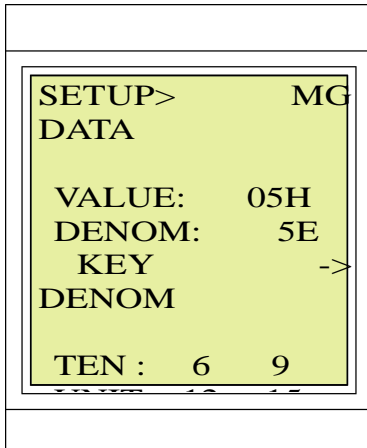 SETUP> MG
DATA
VALUE: 05H
DENOM: 5E
KEY ->
DENOM
TEN : 6 9